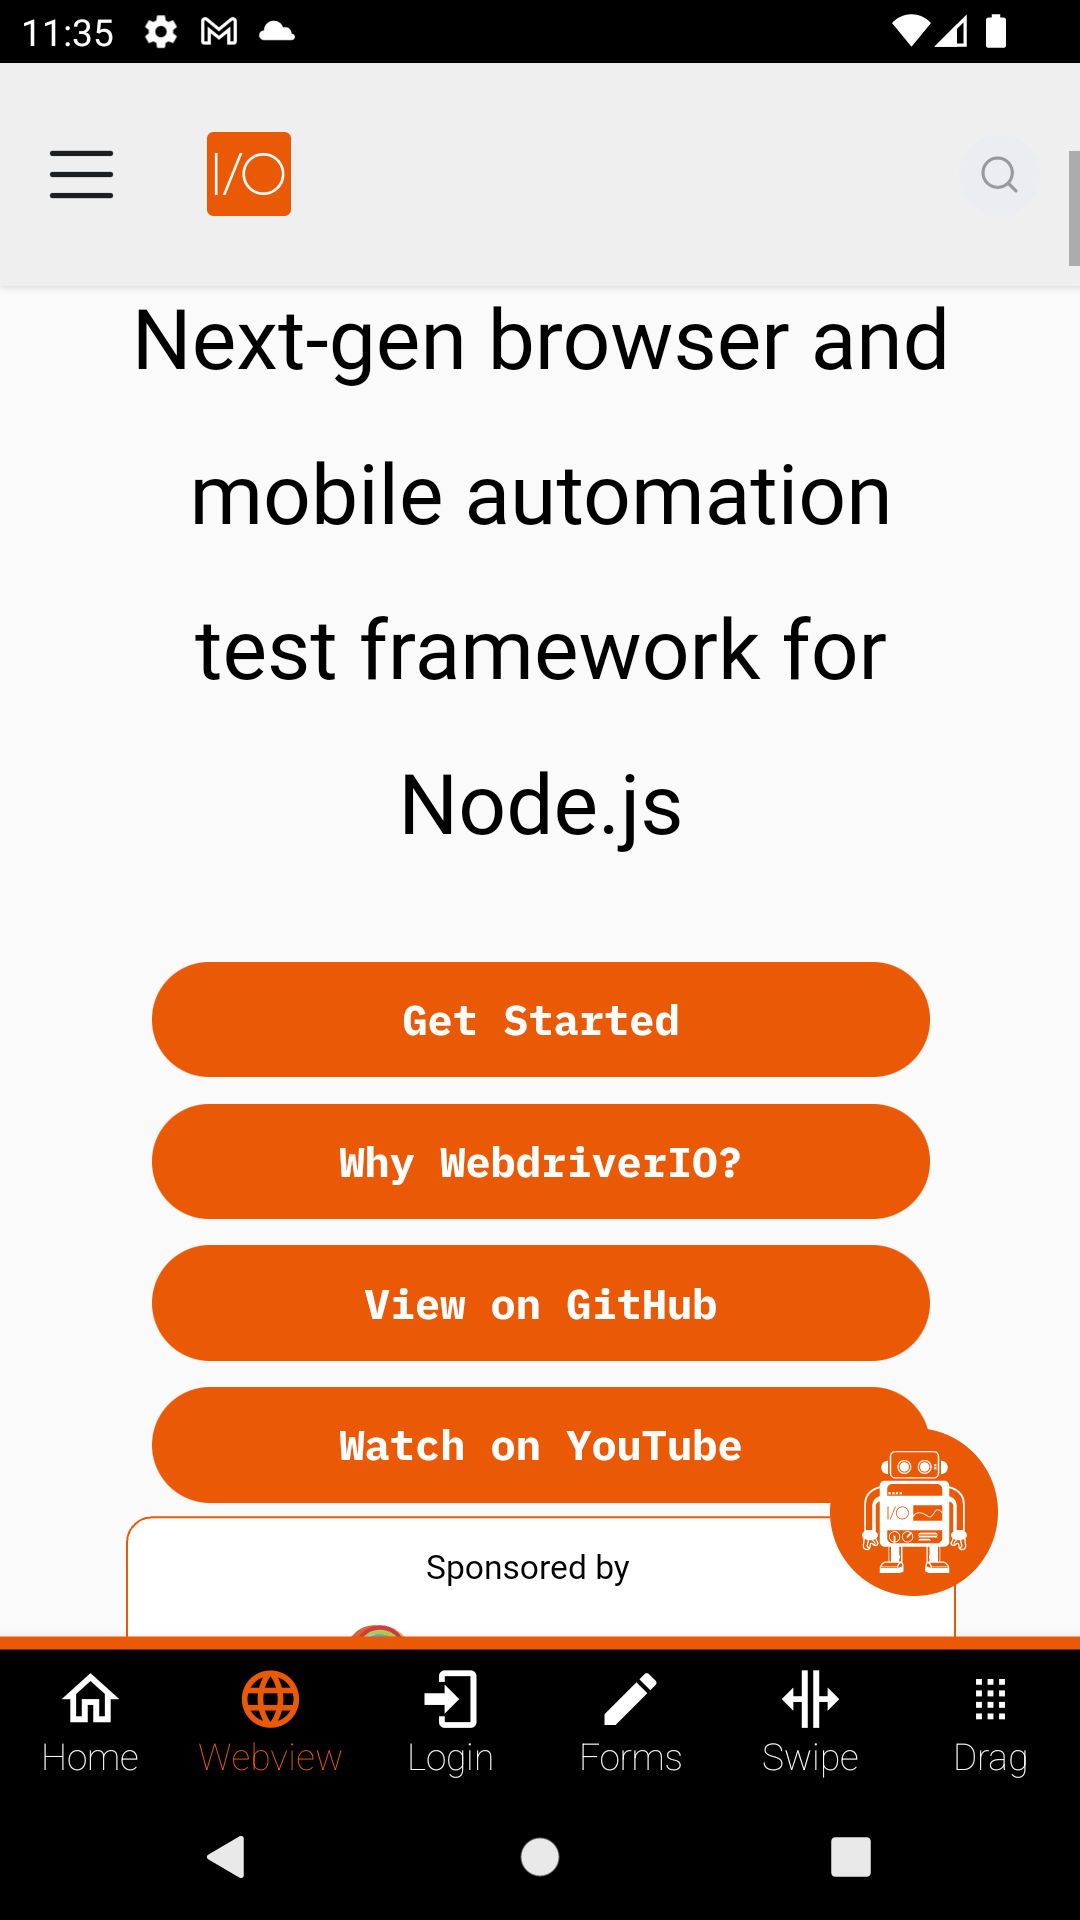 11:35
I/O
Next-gen browser and
mobile automation
test framework for
Node.js
Get Started
Why WebdriverIO?
View on GitHub
Watch on YouTube
I/O
Sponsored by
Home
Webview
Login
Forms
Swipe
Drag